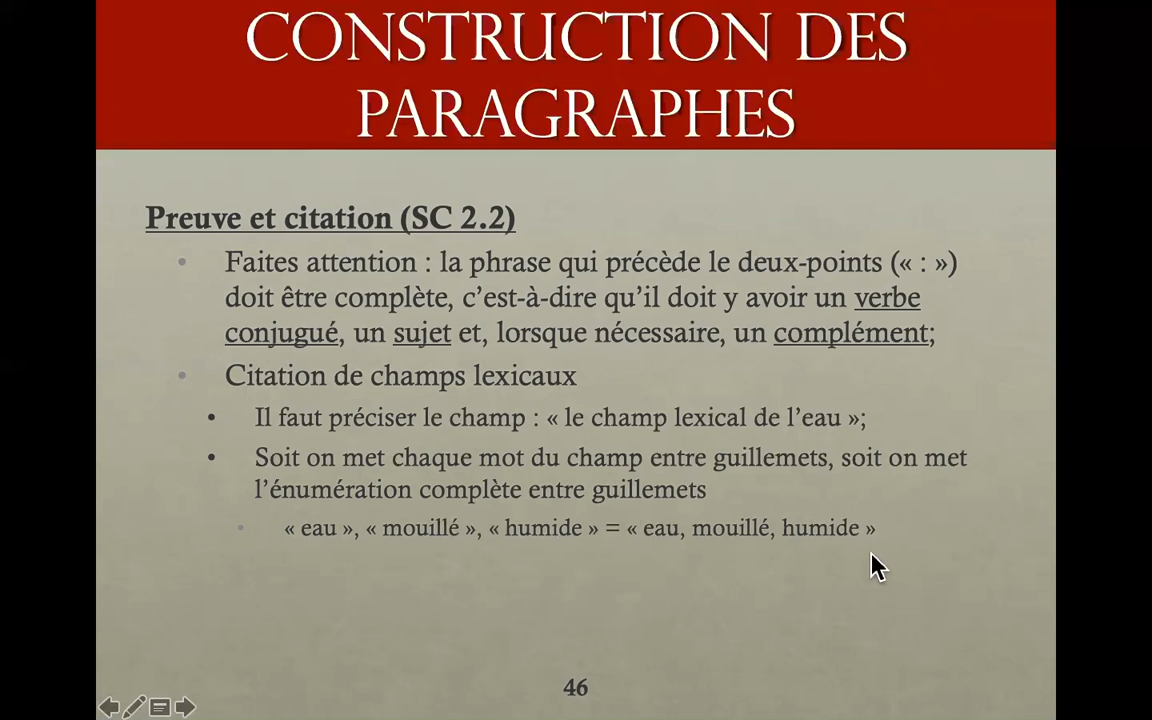 CONSTRUCTION DES
PARAGRAPHES
Preuve et citation (SC 2.2)
• Faites attention : la phrase qui précède le deux-points (« : »)
doit être complète, c’est-à-dire qu’il doit y avoir un verbe
conjugué, un sujet et, lorsque nécessaire, un complément;
• Citation de champs lexicaux
• Il faut préciser le champ : « le champ lexical de l’eau »;
• Soit on met chaque mot du champ entre guillemets, soit on met
l’énumération complète entre guillemets
• « eau », « mouillé », « humide » = « eau, mouillé, humide »
46